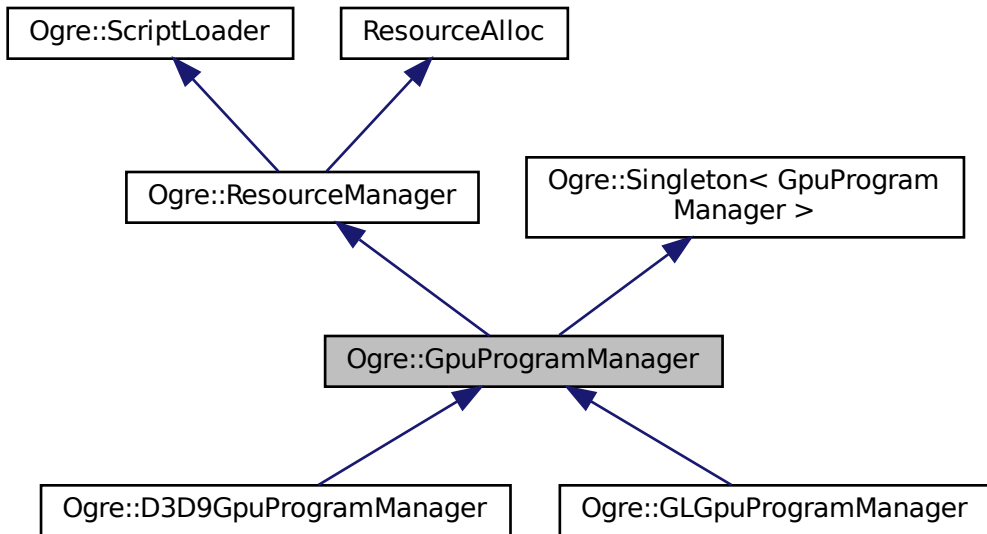 Ogre::ScriptLoader
ResourceAlloc
Ogre::ResourceManager
Ogre::Singleton< GpuProgram
Manager >
Ogre::GpuProgramManager
Ogre::D3D9GpuProgramManager
Ogre::GLGpuProgramManager